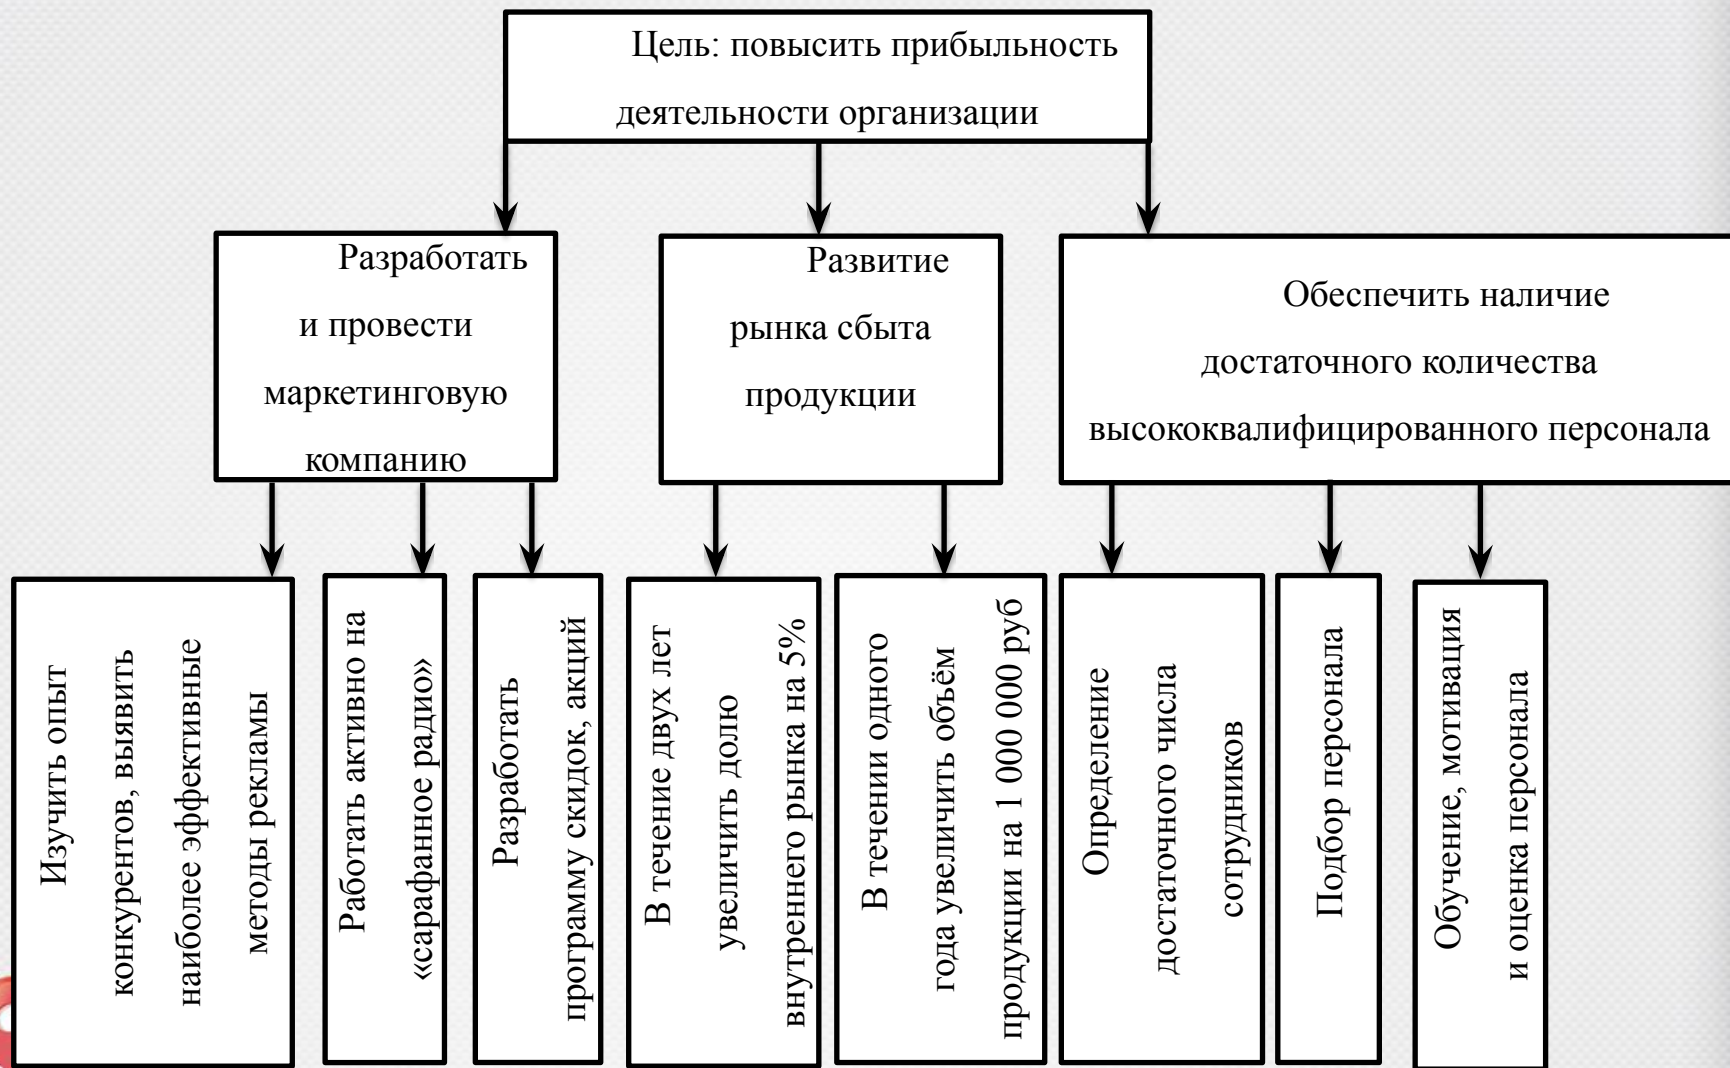 Цель: повысить прибыльность
деятельности организации
Разработать
и провести
маркетинговую
компанию
Развитие
рынка сбыта
продукции
Обеспечить наличие
достаточного количества
высококвалифицированного персонала
Изучить опыт
конкурентов, выявить
наиболее эффективные
методы рекламы
Работать активно на
«сарафанное радио»
Разработать
программу скидок, акций
В течение двух лет
увеличить долю
внутреннего рынка на 5%
В течении одного
года увеличить объём
продукции на 1 000 000 руб
Определение
достаточного числа
сотрудников
Подбор персонала
Обучение, мотивация
и оценка персонала